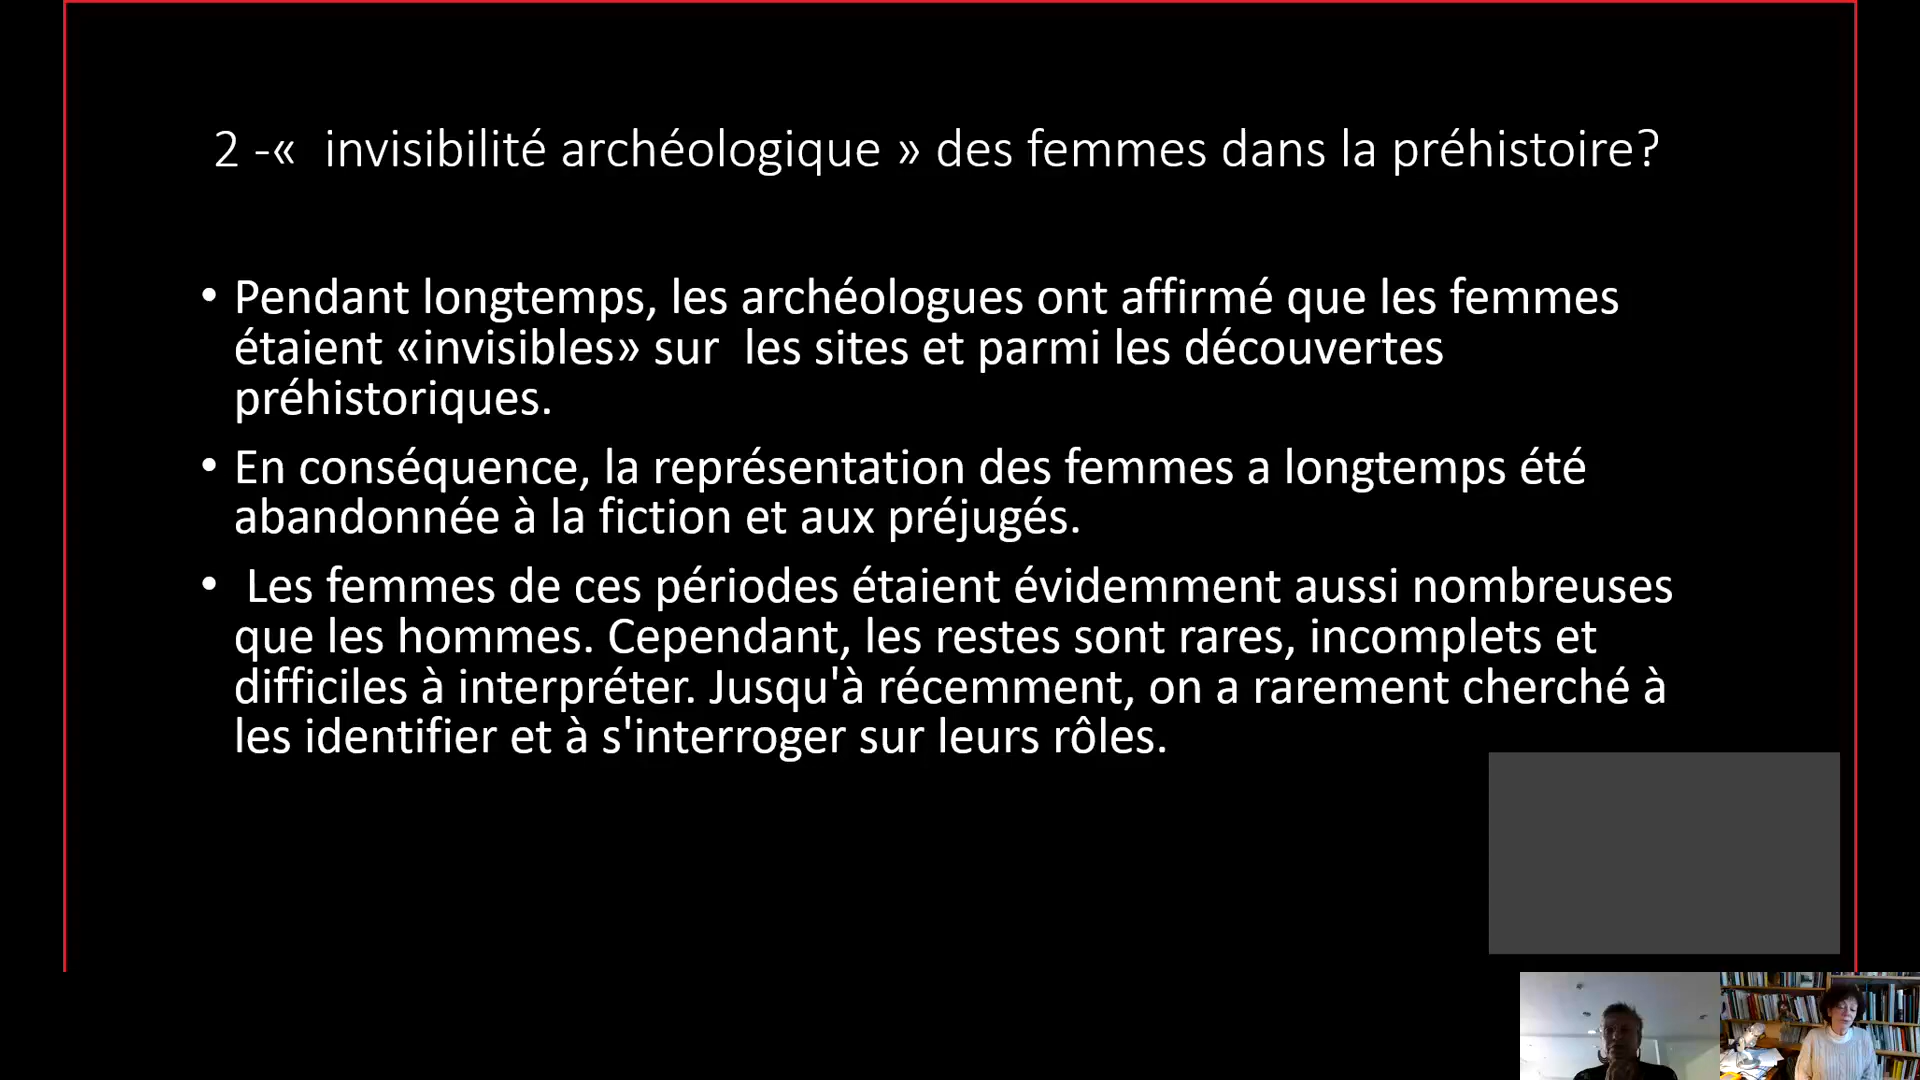 2 -«  invisibilité archéologique » des femmes dans la préhistoire?
• Pendant longtemps, les archéologues ont affirmé que les femmes
étaient «invisibles» sur  les sites et parmi les découvertes
préhistoriques.
• En conséquence, la représentation des femmes a longtemps été
abandonnée à la fiction et aux préjugés.
•  Les femmes de ces périodes étaient évidemment aussi nombreuses
que les hommes. Cependant, les restes sont rares, incomplets et
difficiles à interpréter. Jusqu'à récemment, on a rarement cherché à
les identifier et à s'interroger sur leurs rôles.